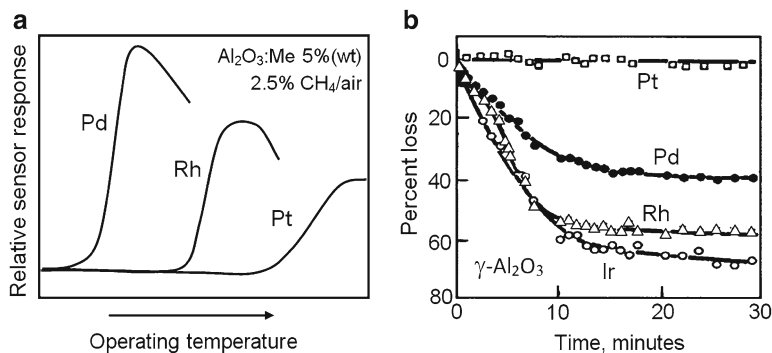 a
Relative sensor response
Al₂O₃:Me 5%(wt)
2.5% CH₄/air
Pd
Rh
Pt
Operating temperature
b
Percent loss
0
20
40
60
80
Pt
Pd
Rh
Ir
γ-Al₂O₃
0
10
20
30
Time, minutes